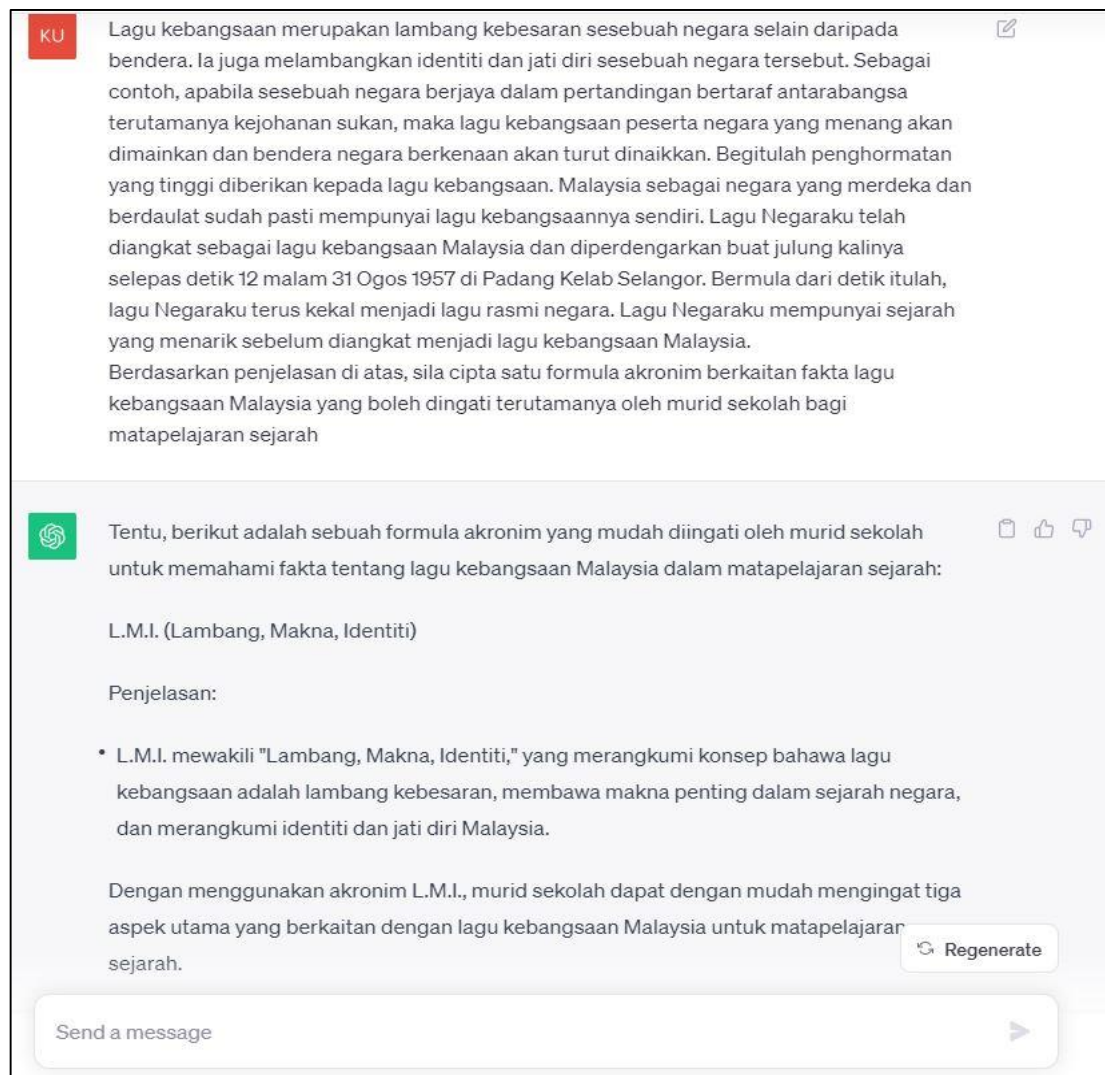 KU
Lagu kebangsaan merupakan lambang kebesaran sesebuah negara selain daripada
bendera. Ia juga melambangkan identiti dan jati diri sesebuah negara tersebut. Sebagai
contoh, apabila sesebuah negara berjaya dalam pertandingan bertaraf antarabangsa
terutamanya kejohanan sukan, maka lagu kebangsaan peserta negara yang menang akan
dimainkan dan bendera negara berkenaan akan turut dinaikkan. Begitulah penghormatan
yang tinggi diberikan kepada lagu kebangsaan. Malaysia sebagai negara yang merdeka dan
berdaulat sudah pasti mempunyai lagu kebangsaannya sendiri. Lagu Negaraku telah
diangkat sebagai lagu kebangsaan Malaysia dan diperdengarkan buat julung kalinya
selepas detik 12 malam 31 Ogos 1957 di Padang Kelab Selangor. Bermula dari detik itulah,
lagu Negaraku terus kekal menjadi lagu rasmi negara. Lagu Negaraku mempunyai sejarah
yang menarik sebelum diangkat menjadi lagu kebangsaan Malaysia.
Berdasarkan penjelasan di atas, sila cipta satu formula akronim berkaitan fakta lagu
kebangsaan Malaysia yang boleh dingati terutamanya oleh murid sekolah bagi
matapelajaran sejarah
Tentu, berikut adalah sebuah formula akronim yang mudah diingati oleh murid sekolah
untuk memahami fakta tentang lagu kebangsaan Malaysia dalam matapelajaran sejarah:
L.M.I. (Lambang, Makna, Identiti)
Penjelasan:
• L.M.I. mewakili "Lambang, Makna, Identiti," yang merangkumi konsep bahawa lagu
kebangsaan adalah lambang kebesaran, membawa makna penting dalam sejarah negara,
dan merangkumi identiti dan jati diri Malaysia.
Dengan menggunakan akronim L.M.I., murid sekolah dapat dengan mudah mengingat tiga
aspek utama yang berkaitan dengan lagu kebangsaan Malaysia untuk matapelajaran
sejarah.
Regenerate
Send a message